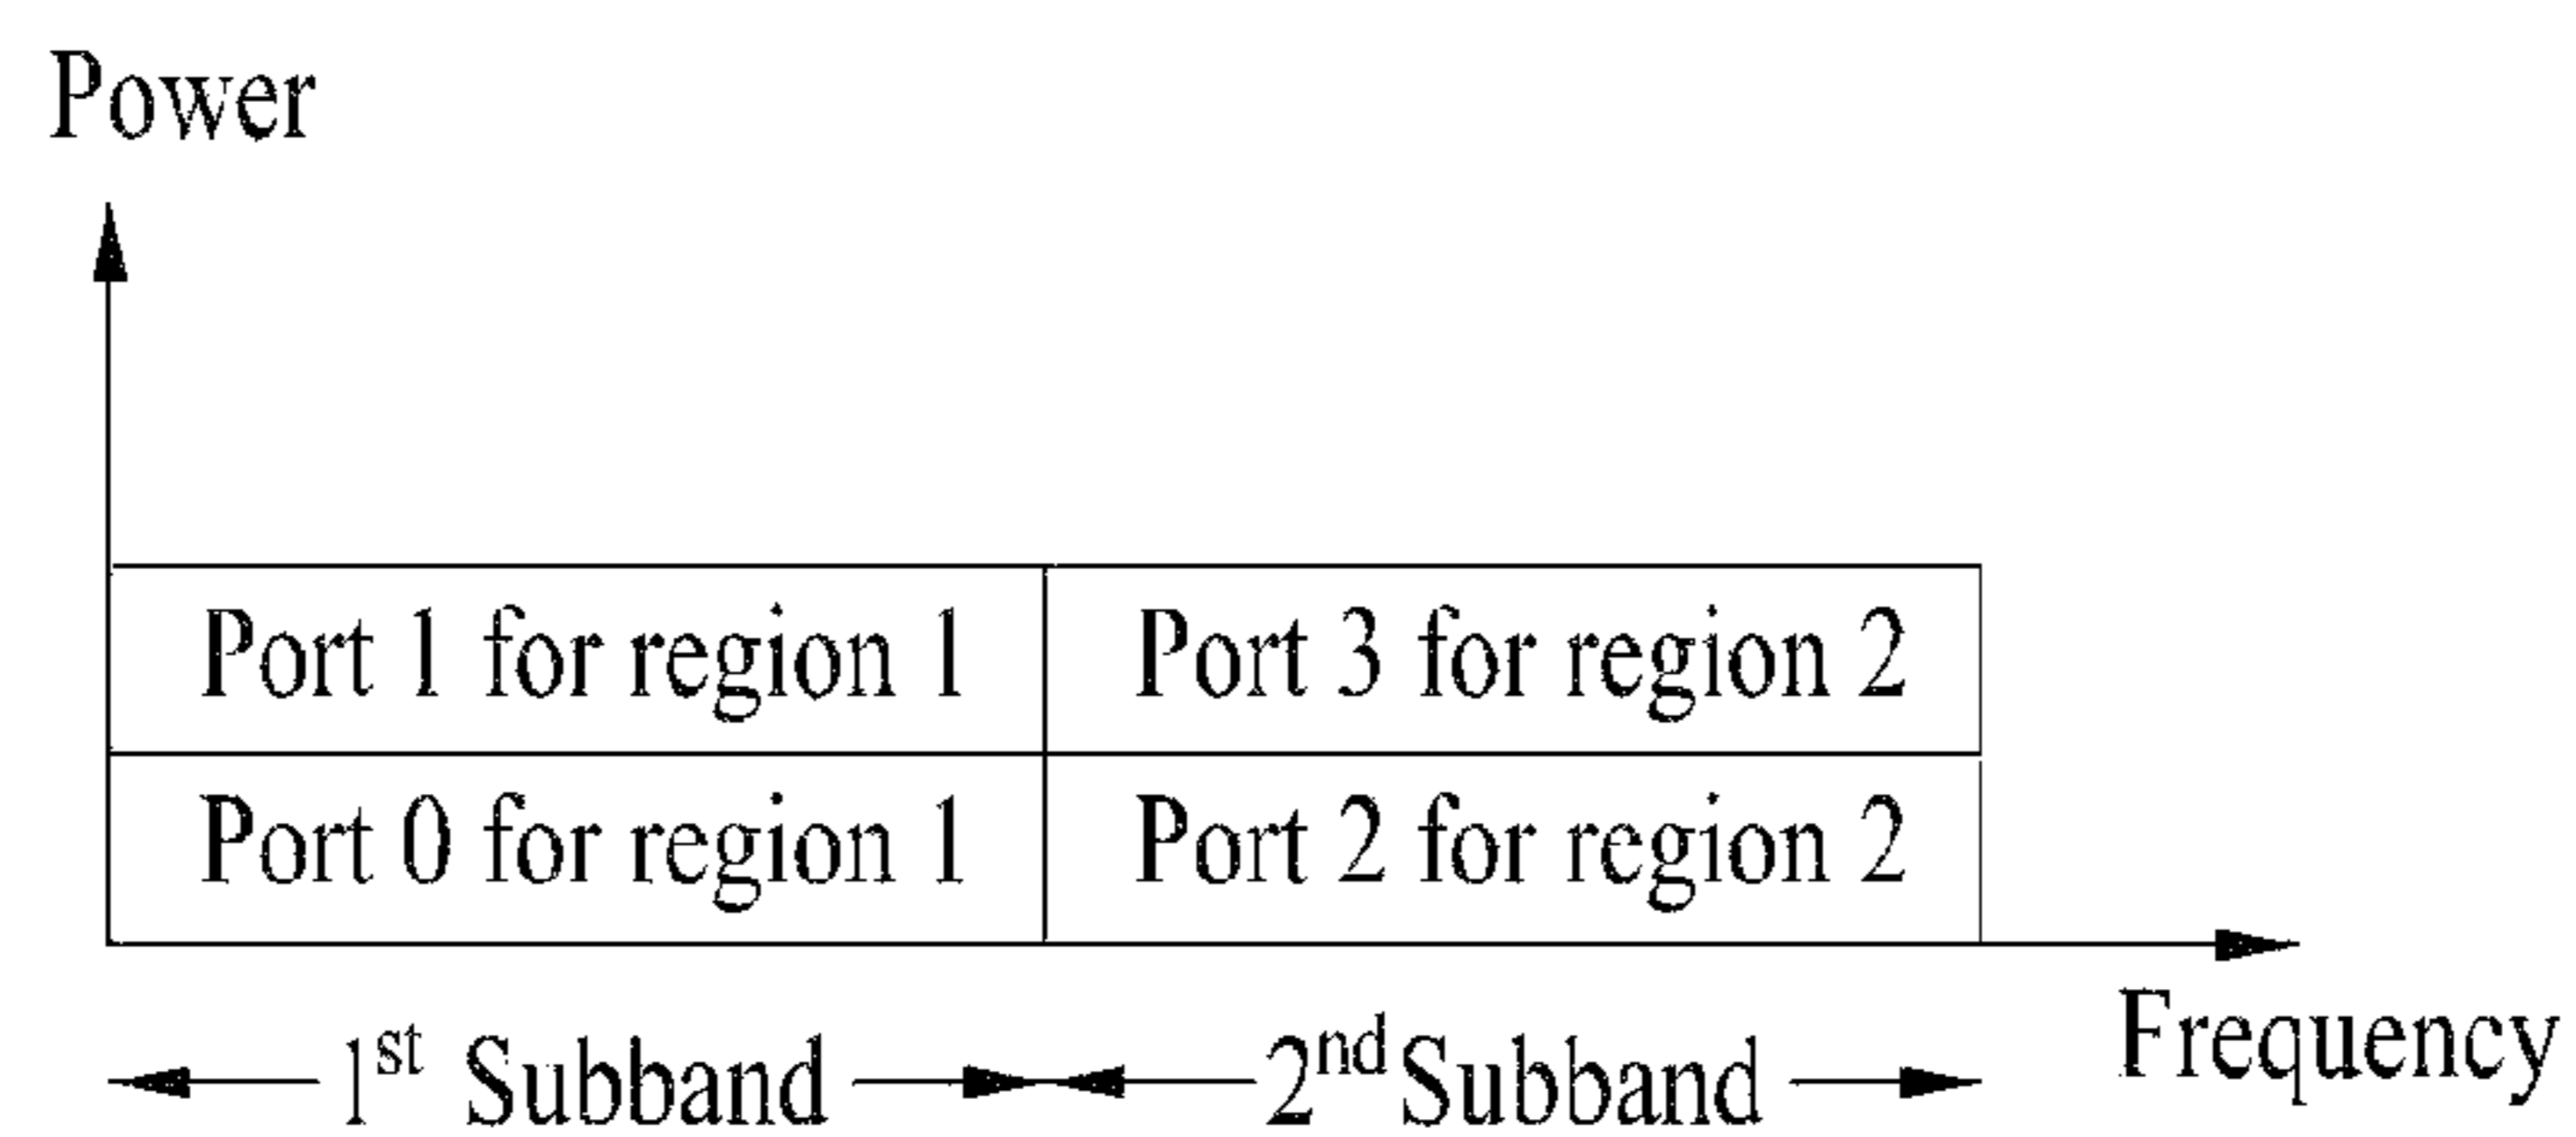 Power
Port 1 for region 1
Port 3 for region 2
Port 0 for region 1
Port 2 for region 2
Frequency
1st Subband
2nd Subband